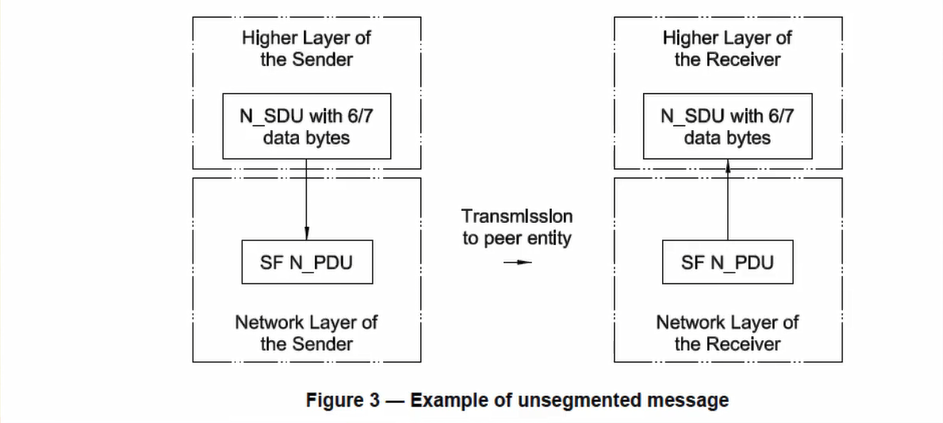 Higher Layer of
the Sender
N_SDU with 6/7
data bytes
SF N_PDU
Network Layer of
the Sender
Transmission
to peer entity
Higher Layer of
the Receiver
N_SDU with 6/7
data bytes
SF N_PDU
Network Layer of
the Receiver
Figure 3 — Example of unsegmented message